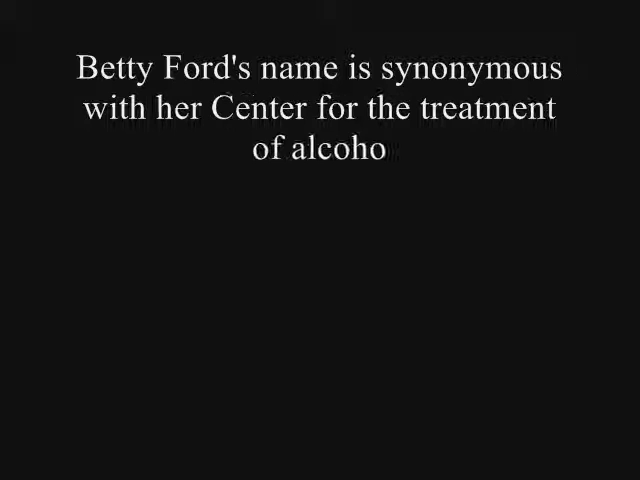 Betty Ford's name is synonymous
with her Center for the treatment
of alcoho